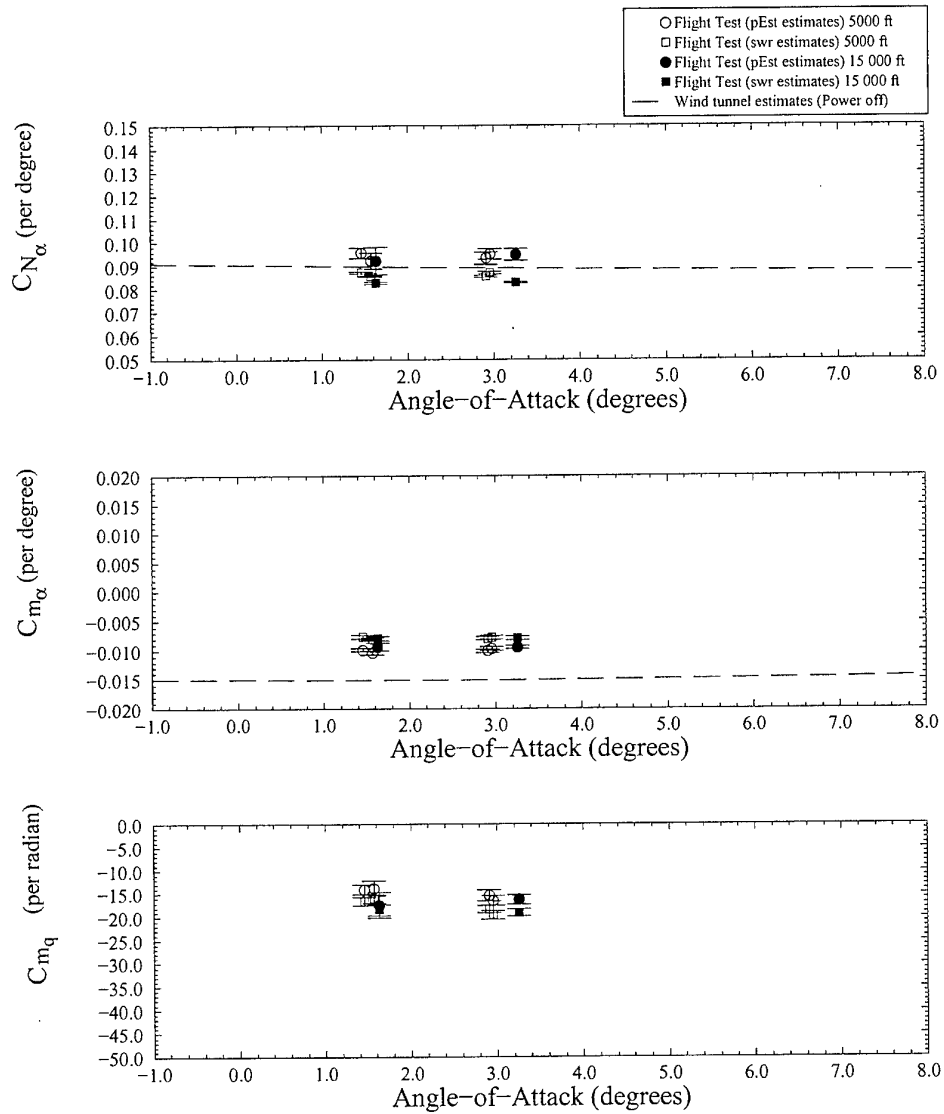 Flight Test (pEst estimates) 5000 ft
Flight Test (swr estimates) 5000 ft
Flight Test (pEst estimates) 15 000 ft
Flight Test (swr estimates) 15 000 ft
Wind tunnel estimates (Power off)
CNα (per degree)
0.15
0.14
0.13
0.12
0.11
0.10
0.09
0.08
0.07
0.06
0.05
−1.0 0.0 1.0 2.0 3.0 4.0 5.0 6.0 7.0 8.0
Angle−of−Attack (degrees)
Cmα (per degree)
0.020
0.015
0.010
0.005
0.000
−0.005
−0.010
−0.015
−0.020
−1.0 0.0 1.0 2.0 3.0 4.0 5.0 6.0 7.0 8.0
Angle−of−Attack (degrees)
Cmq (per radian)
0.0
−5.0
−10.0
−15.0
−20.0
−25.0
−30.0
−35.0
−40.0
−45.0
−50.0
−1.0 0.0 1.0 2.0 3.0 4.0 5.0 6.0 7.0 8.0
Angle−of−Attack (degrees)